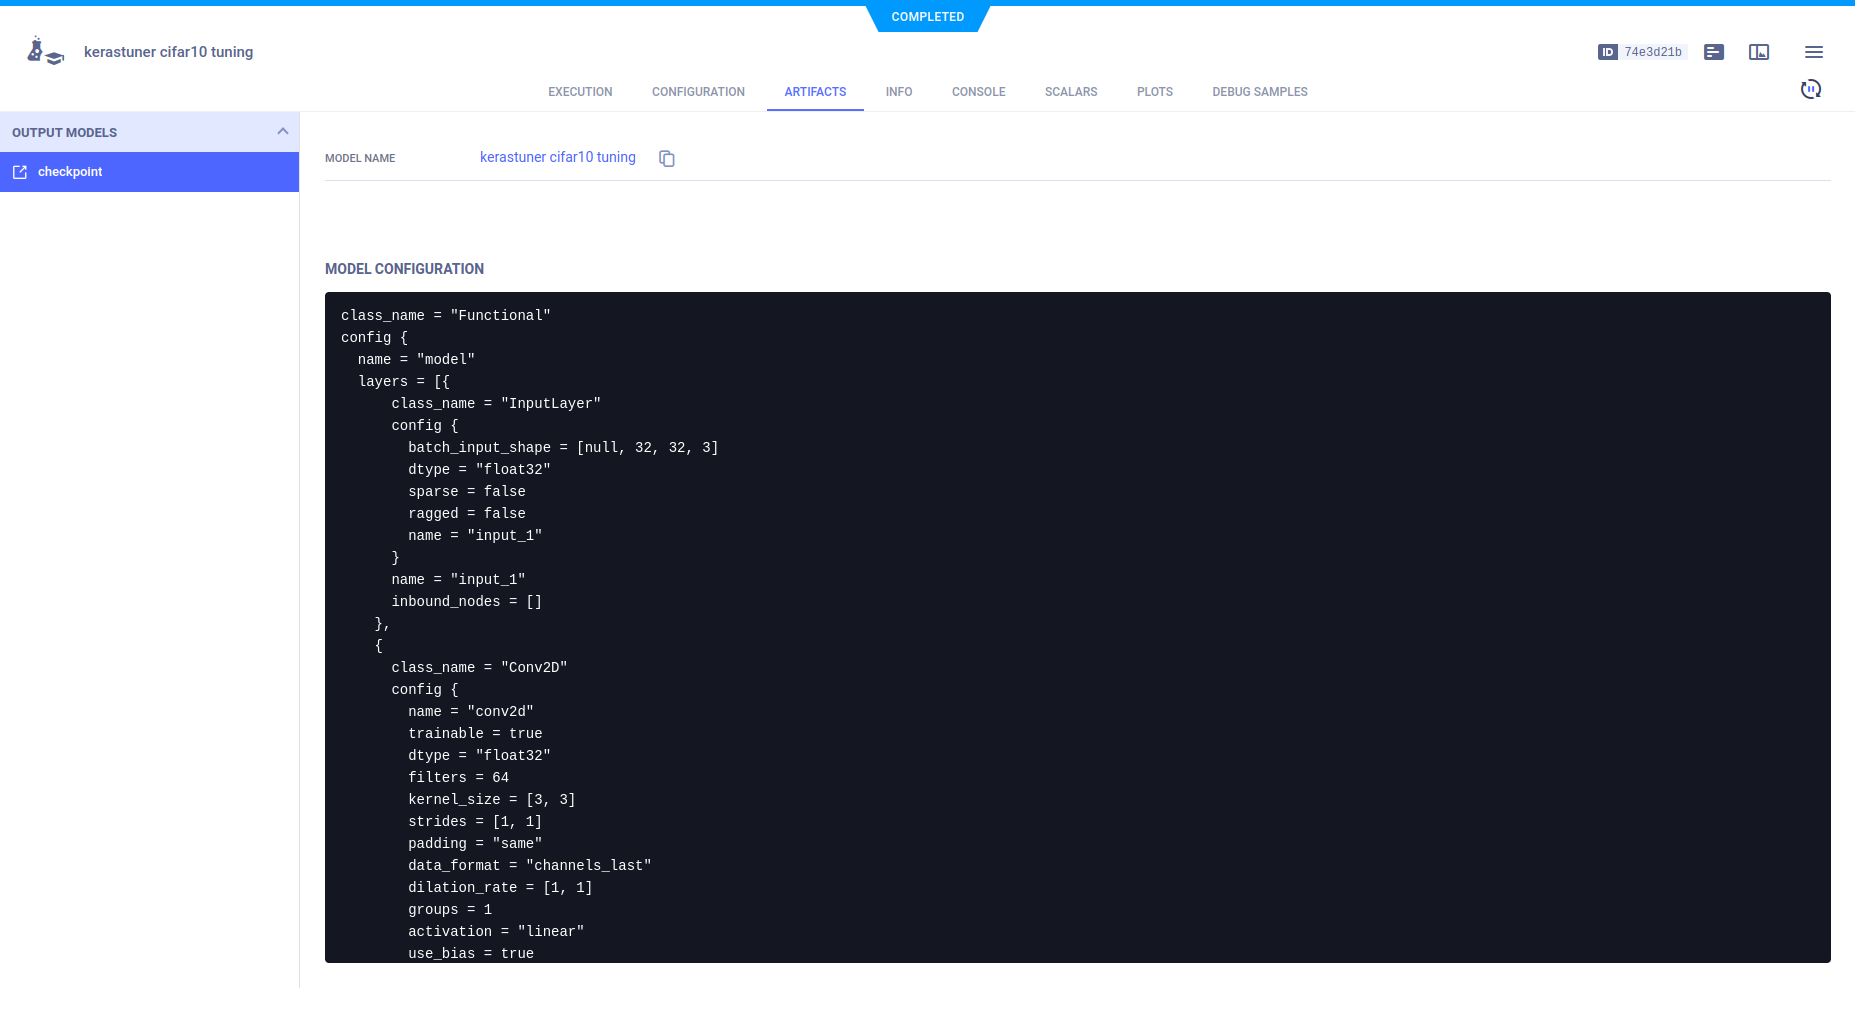 COMPLETED
kerastuner cifar10 tuning
ID 74e3d21b
EXECUTION CONFIGURATION ARTIFACTS INFO CONSOLE SCALARS PLOTS DEBUG SAMPLES
OUTPUT MODELS
checkpoint
MODEL NAME kerastuner cifar10 tuning
MODEL CONFIGURATION
class_name = "Functional"
config {
  name = "model"
  layers = [{
      class_name = "InputLayer"
      config {
        batch_input_shape = [null, 32, 32, 3]
        dtype = "float32"
        sparse = false
        ragged = false
        name = "input_1"
      }
      name = "input_1"
      inbound_nodes = []
    },
    {
      class_name = "Conv2D"
      config {
        name = "conv2d"
        trainable = true
        dtype = "float32"
        filters = 64
        kernel_size = [3, 3]
        strides = [1, 1]
        padding = "same"
        data_format = "channels_last"
        dilation_rate = [1, 1]
        groups = 1
        activation = "linear"
        use_bias = true